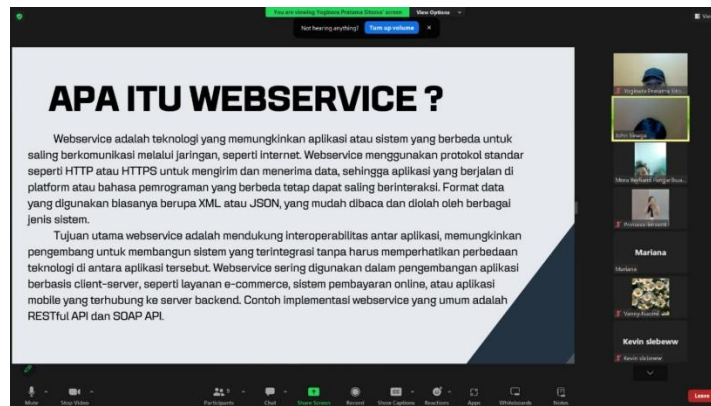 You are viewing Yoginata Pratama Sitorus' screen
View Options
Not hearing anything?
Turn up volume
APA ITU WEBSERVICE ?
Webservice adalah teknologi yang memungkinkan aplikasi atau sistem yang berbeda untuk
saling berkomunikasi melalui jaringan, seperti internet. Webservice menggunakan protokol standar
seperti HTTP atau HTTPS untuk mengirim dan menerima data, sehingga aplikasi yang berjalan di
platform atau bahasa pemrograman yang berbeda tetap dapat saling berinteraksi. Format data
yang digunakan biasanya berupa XML atau JSON, yang mudah dibaca dan diolah oleh berbagai
jenis sistem.
Tujuan utama webservice adalah mendukung interoperabilitas antar aplikasi, memungkinkan
pengembang untuk membangun sistem yang terintegrasi tanpa harus memperhatikan perbedaan
teknologi di antara aplikasi tersebut. Webservice sering digunakan dalam pengembangan aplikasi
berbasis client-server, seperti layanan e-commerce, sistem pembayaran online, atau aplikasi
mobile yang terhubung ke server backend. Contoh implementasi webservice yang umum adalah
RESTful API dan SOAP API.
John Sinaga
Mariana
Mariana
Kevin slebeww
Kevin slebeww
Mute
Stop Video
Participants
Chat
Share Screen
Record
Show Captions
Reactions
Apps
Whiteboards
Notes
Leave